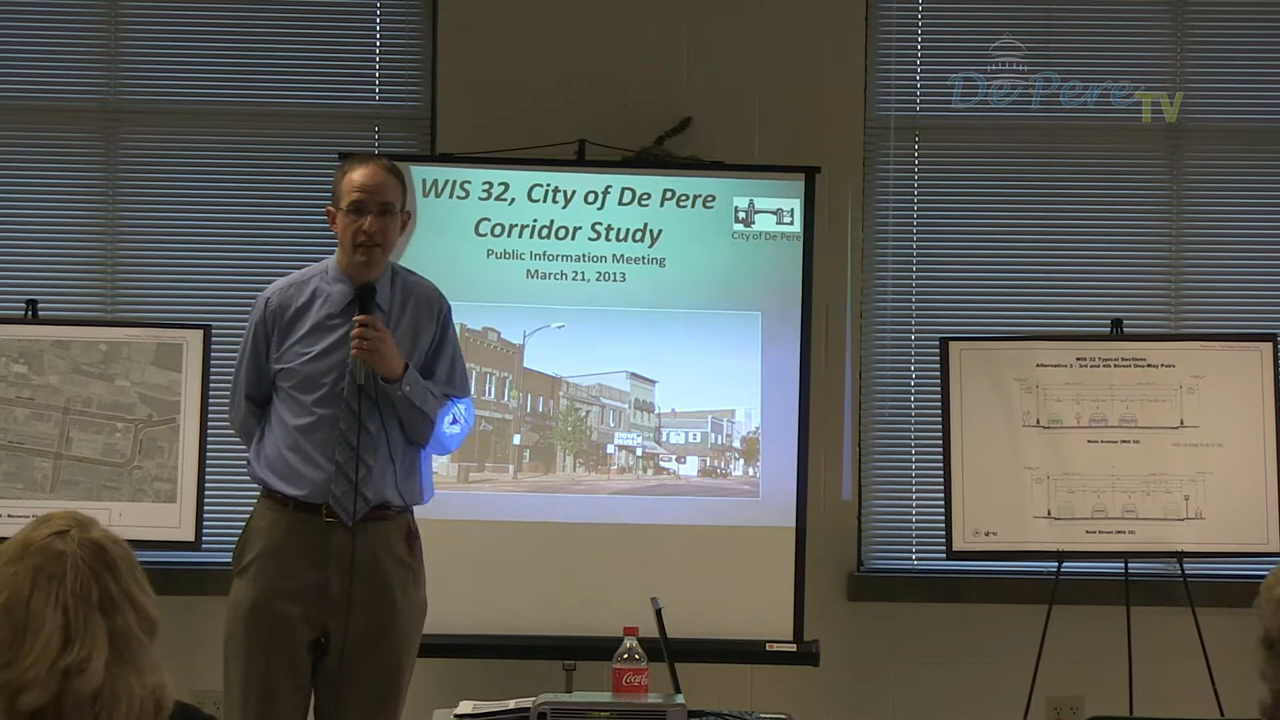 De Pere TV
WIS 32, City of De Pere
Corridor Study
Public Information Meeting
March 21, 2013
City of De Pere
WIS 32 Typical Sections
Alternative 3 - 3rd and 4th Street One-Way Pairs
Main Avenue (WIS 32)
Reid Street (WIS 32)
Coca